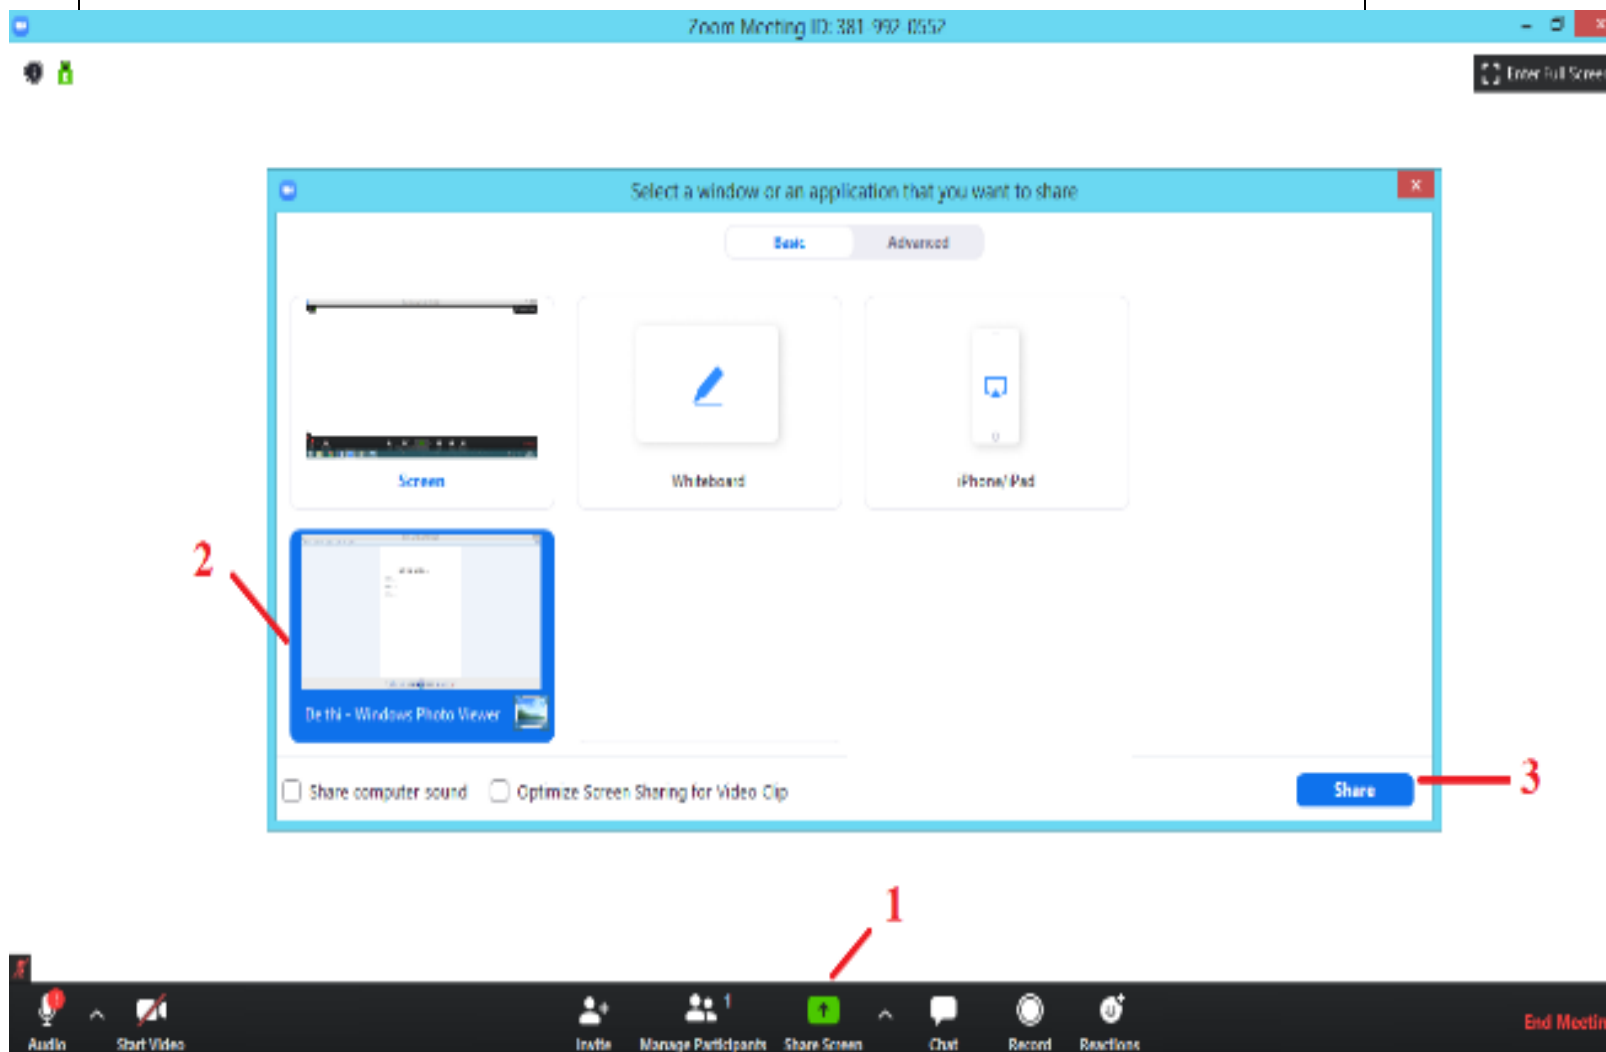 Zoom Meeting ID: 381-992-0552
Enter Full Screen
Select a window or an application that you want to share
Basic
Advanced
Screen
Whiteboard
iPhone/iPad
2
De thi - Windows Photo Viewer
Share computer sound
Optimize Screen Sharing for Video Clip
Share
3
1
Audio
Start Video
Invite
Manage Participants
1
Share Screen
Chat
Record
Reactions
End Meetin